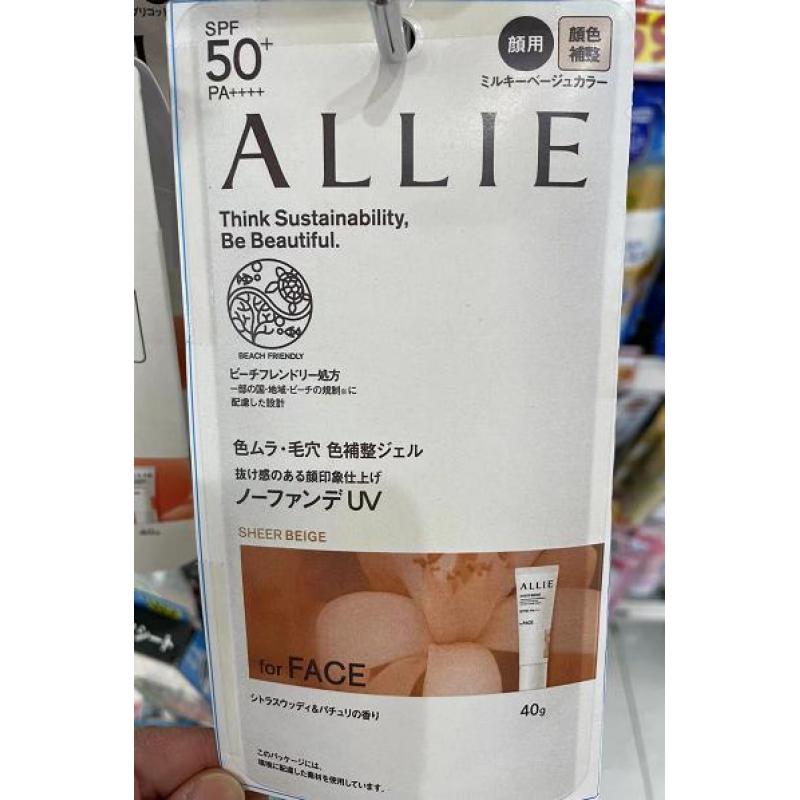 SPF
50+
PA++++
顔用
顔色
補整
ミルキーベージュカラー
ALLIE
Think Sustainability,
Be Beautiful.
BEACH FRIENDLY
ビーチフレンドリー処方
一部の国・地域・ビーチの規制※に
配慮した設計
色ムラ・毛穴 色補整ジェル
抜け感のある顔印象仕上げ
ノーファンデUV
SHEER BEIGE
ALLIE
for FACE
シトラスウッディ&パチュリの香り
40g
このパッケージには、
環境に配慮した素材を使用しています。
シート